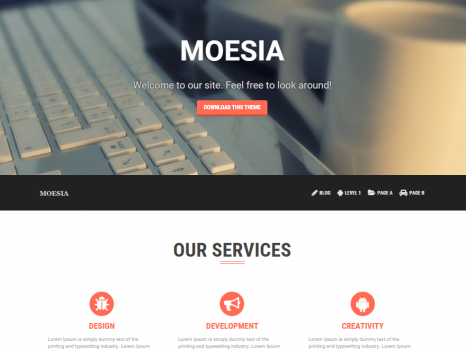 MOESIA
Welcome to our site. Feel free to look around!
DOWNLOAD THIS THEME
MOESIA
BLOG LEVEL 1 PAGE A PAGE B
OUR SERVICES
DESIGN DEVELOPMENT CREATIVITY
Lorem Ipsum is simply dummy text of the Lorem Ipsum is simply dummy text of the Lorem Ipsum is simply dummy text of the
printing and typesetting industry. Lorem Ipsum printing and typesetting industry. Lorem Ipsum printing and typesetting industry. Lorem Ipsum